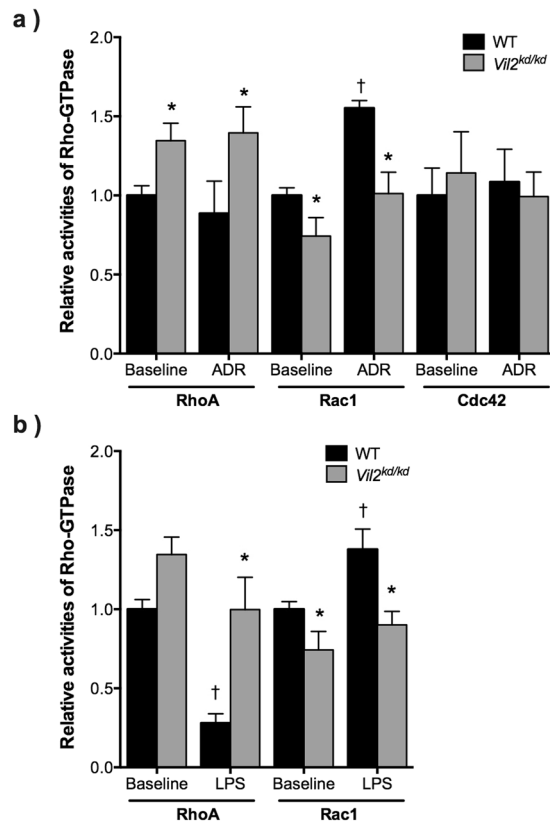 a )
2.0
1.5
1.0
0.5
0.0
Relative activities of Rho-GTPase
WT
Vil2kd/kd
* * * † *
Baseline ADR Baseline ADR Baseline ADR
RhoA Rac1 Cdc42
b )
2.0
1.5
1.0
0.5
0.0
Relative activities of Rho-GTPase
WT
Vil2kd/kd
† * * † *
Baseline LPS Baseline LPS
RhoA Rac1